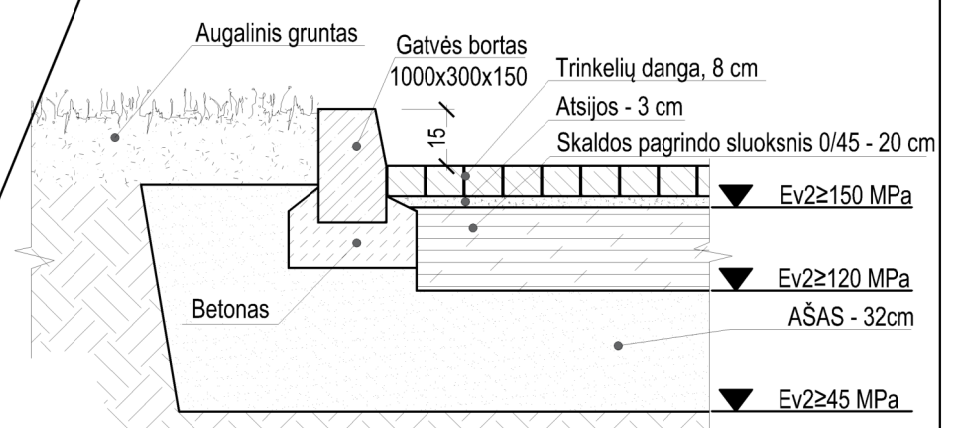 Augalinis gruntas
Gatvės bortas
1000x300x150
Trinkelių danga, 8 cm
Atsijos - 3 cm
15
Skaldos pagrindo sluoksnis 0/45 - 20 cm
Ev2≥150 MPa
Ev2≥120 MPa
Betonas
AŠAS - 32cm
Ev2≥45 MPa